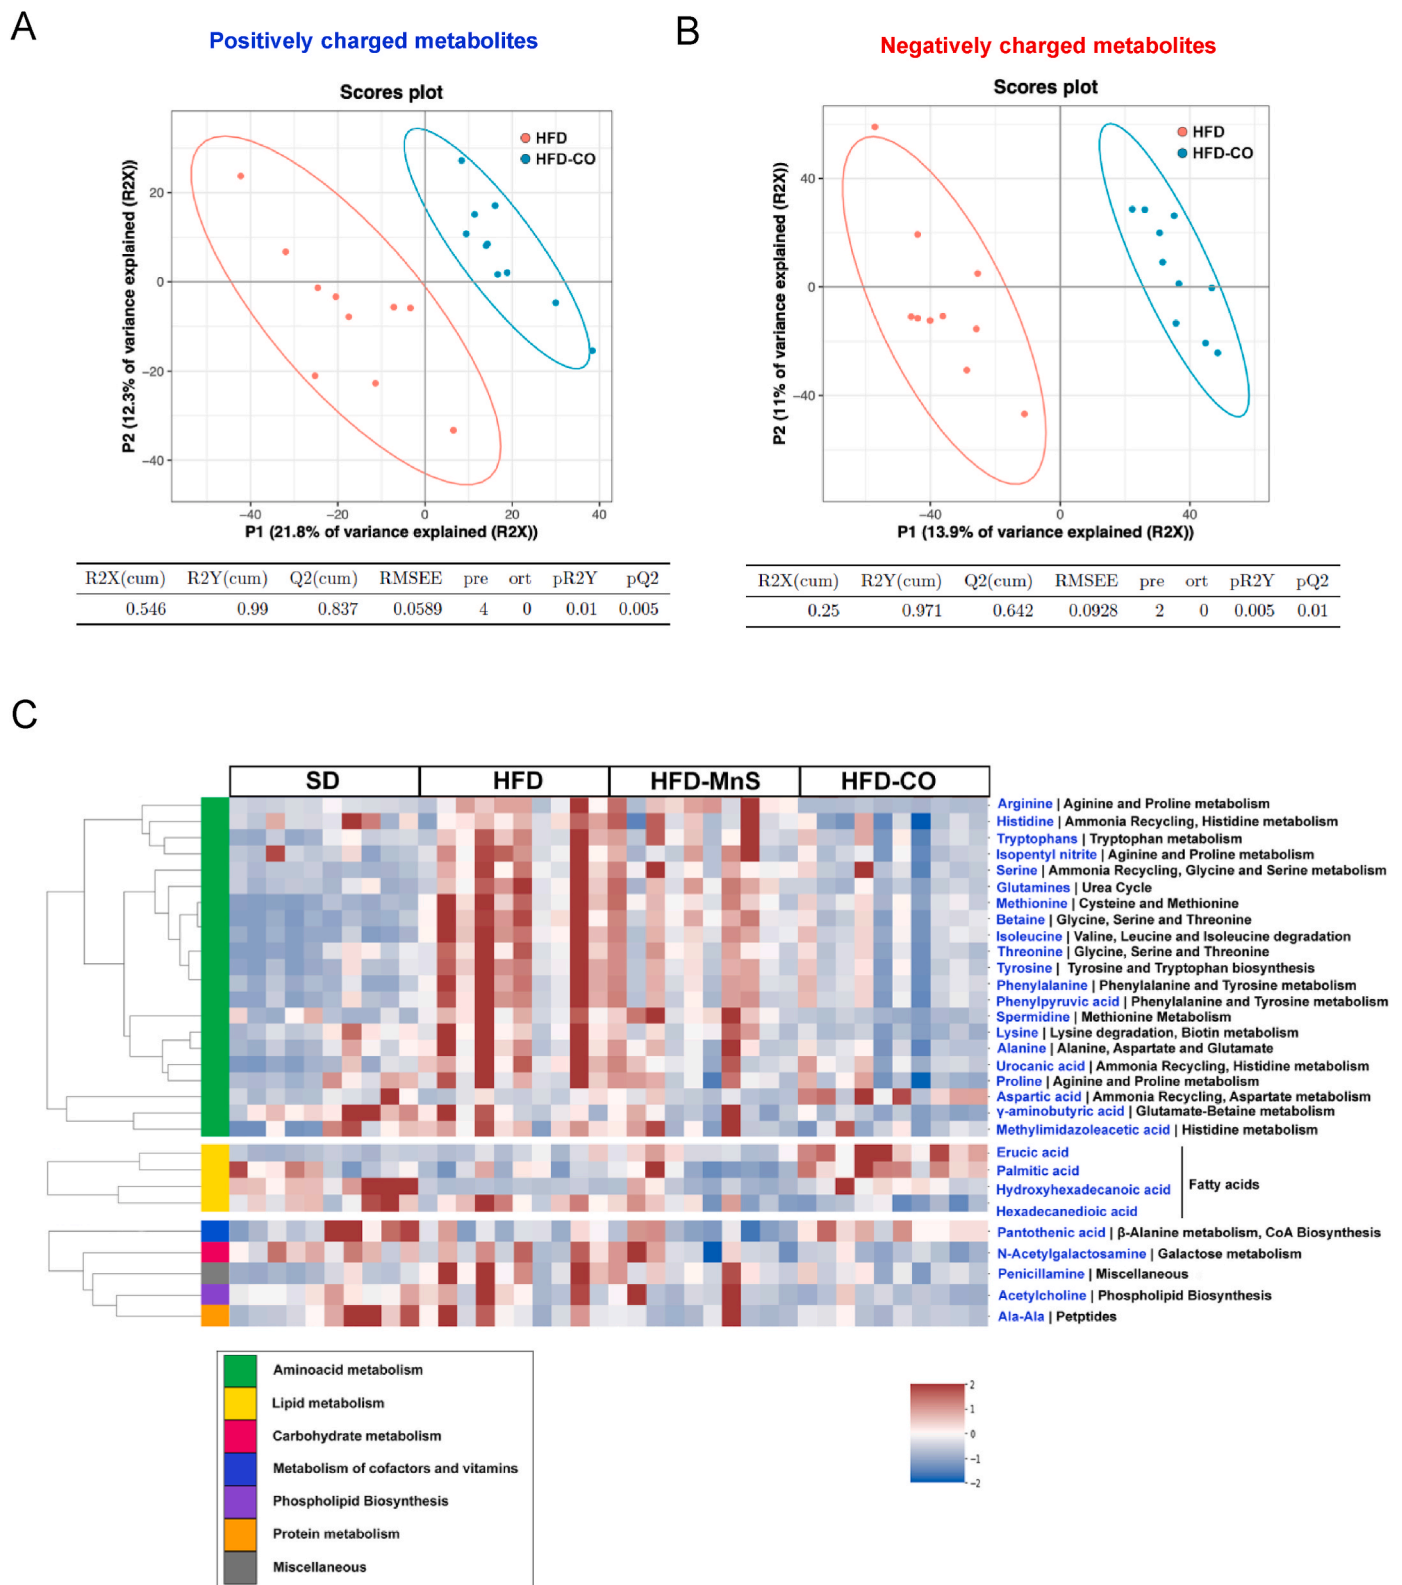 A
Positively charged metabolites
Scores plot
HFD
HFD-CO
20
0
−20
−40
P2 (12.3% of variance explained (R2X))
−40 −20 0 20 40
P1 (21.8% of variance explained (R2X))
R2X(cum) R2Y(cum) Q2(cum) RMSEE pre ort pR2Y pQ2
0.546 0.99 0.837 0.0589 4 0 0.01 0.005
B
Negatively charged metabolites
Scores plot
HFD
HFD-CO
40
0
−40
P2 (11% of variance explained (R2X))
−40 0 40
P1 (13.9% of variance explained (R2X))
R2X(cum) R2Y(cum) Q2(cum) RMSEE pre ort pR2Y pQ2
0.25 0.971 0.642 0.0928 2 0 0.005 0.01
C
SD HFD HFD-MnS HFD-CO
Arginine | Aginine and Proline metabolism
Histidine | Ammonia Recycling, Histidine metabolism
Tryptophans | Tryptophan metabolism
Isopentyl nitrite | Aginine and Proline metabolism
Serine | Ammonia Recycling, Glycine and Serine metabolism
Glutamines | Urea Cycle
Methionine | Cysteine and Methionine
Betaine | Glycine, Serine and Threonine
Isoleucine | Valine, Leucine and Isoleucine degradation
Threonine | Glycine, Serine and Threonine
Tyrosine | Tyrosine and Tryptophan biosynthesis
Phenylalanine | Phenylalanine and Tyrosine metabolism
Phenylpyruvic acid | Phenylalanine and Tyrosine metabolism
Spermidine | Methionine Metabolism
Lysine | Lysine degradation, Biotin metabolism
Alanine | Alanine, Aspartate and Glutamate
Urocanic acid | Ammonia Recycling, Histidine metabolism
Proline | Aginine and Proline metabolism
Aspartic acid | Ammonia Recycling, Aspartate metabolism
γ-aminobutyric acid | Glutamate-Betaine metabolism
Methylimidazoleacetic acid | Histidine metabolism
Erucic acid
Palmitic acid
Hydroxyhexadecanoic acid
Hexadecanedioic acid
Fatty acids
Pantothenic acid | β-Alanine metabolism, CoA Biosynthesis
N-Acetylgalactosamine | Galactose metabolism
Penicillamine | Miscellaneous
Acetylcholine | Phospholipid Biosynthesis
Ala-Ala | Petptides
Aminoacid metabolism
Lipid metabolism
Carbohydrate metabolism
Metabolism of cofactors and vitamins
Phospholipid Biosynthesis
Protein metabolism
Miscellaneous
2
1
0
−1
−2